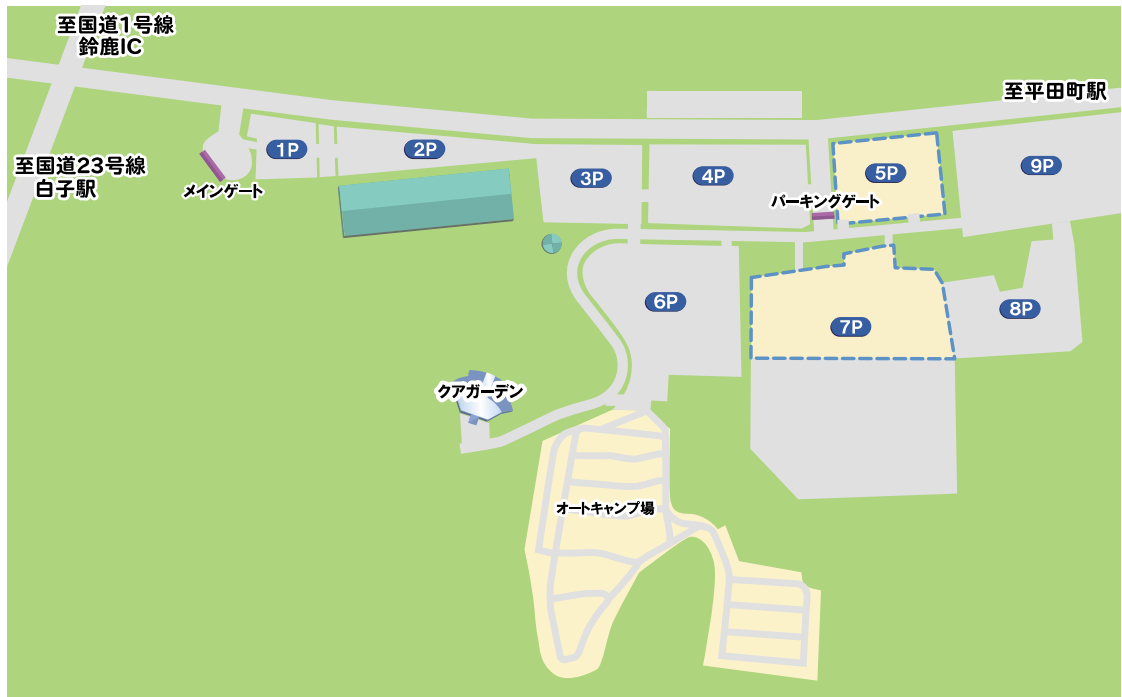 至国道1号線
鈴鹿IC
至平田町駅
至国道23号線
白子駅
メインゲート
1P
2P
3P
4P
5P
9P
パーキングゲート
6P
7P
8P
クアガーデン
オートキャンプ場